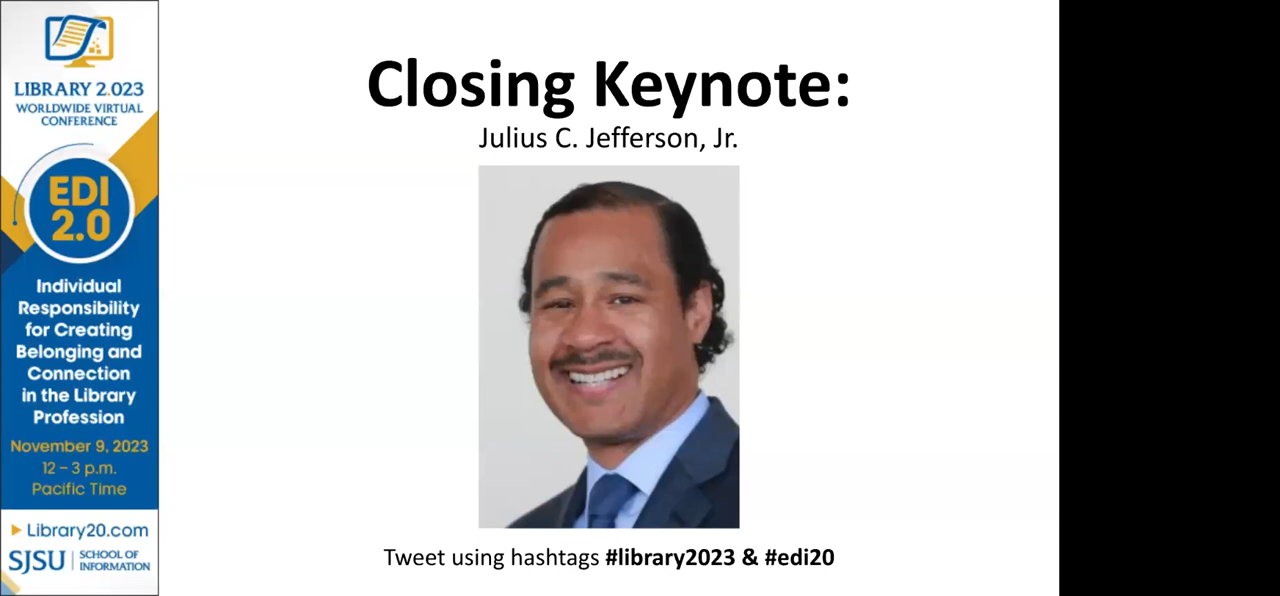 LIBRARY 2.023
WORLDWIDE VIRTUAL
CONFERENCE
EDI
2.0
Individual
Responsibility
for Creating
Belonging and
Connection
in the Library
Profession
November 9, 2023
12 – 3 p.m.
Pacific Time
Library20.com
SJSU | SCHOOL OF
INFORMATION
Closing Keynote:
Julius C. Jefferson, Jr.
Tweet using hashtags #library2023 & #edi20